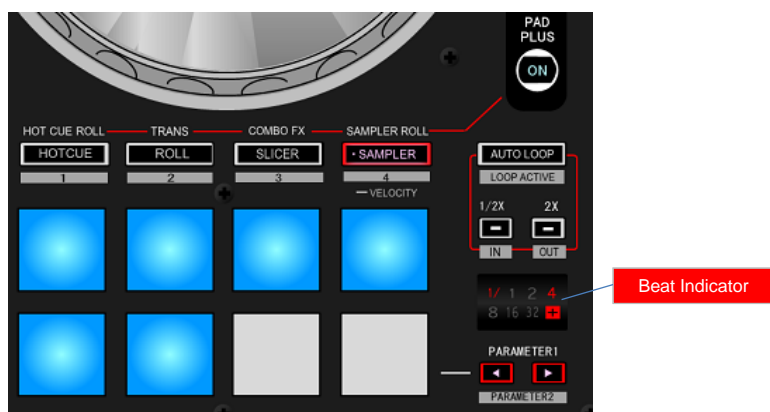 PAD
PLUS
ON
HOT CUE ROLL TRANS COMBO FX SAMPLER ROLL
HOTCUE ROLL SLICER · SAMPLER AUTO LOOP
1 2 3 4 LOOP ACTIVE
— VELOCITY
1/2X 2X
IN OUT
Beat Indicator
1/ 1 2 4
8 16 32 +
PARAMETER1
PARAMETER2